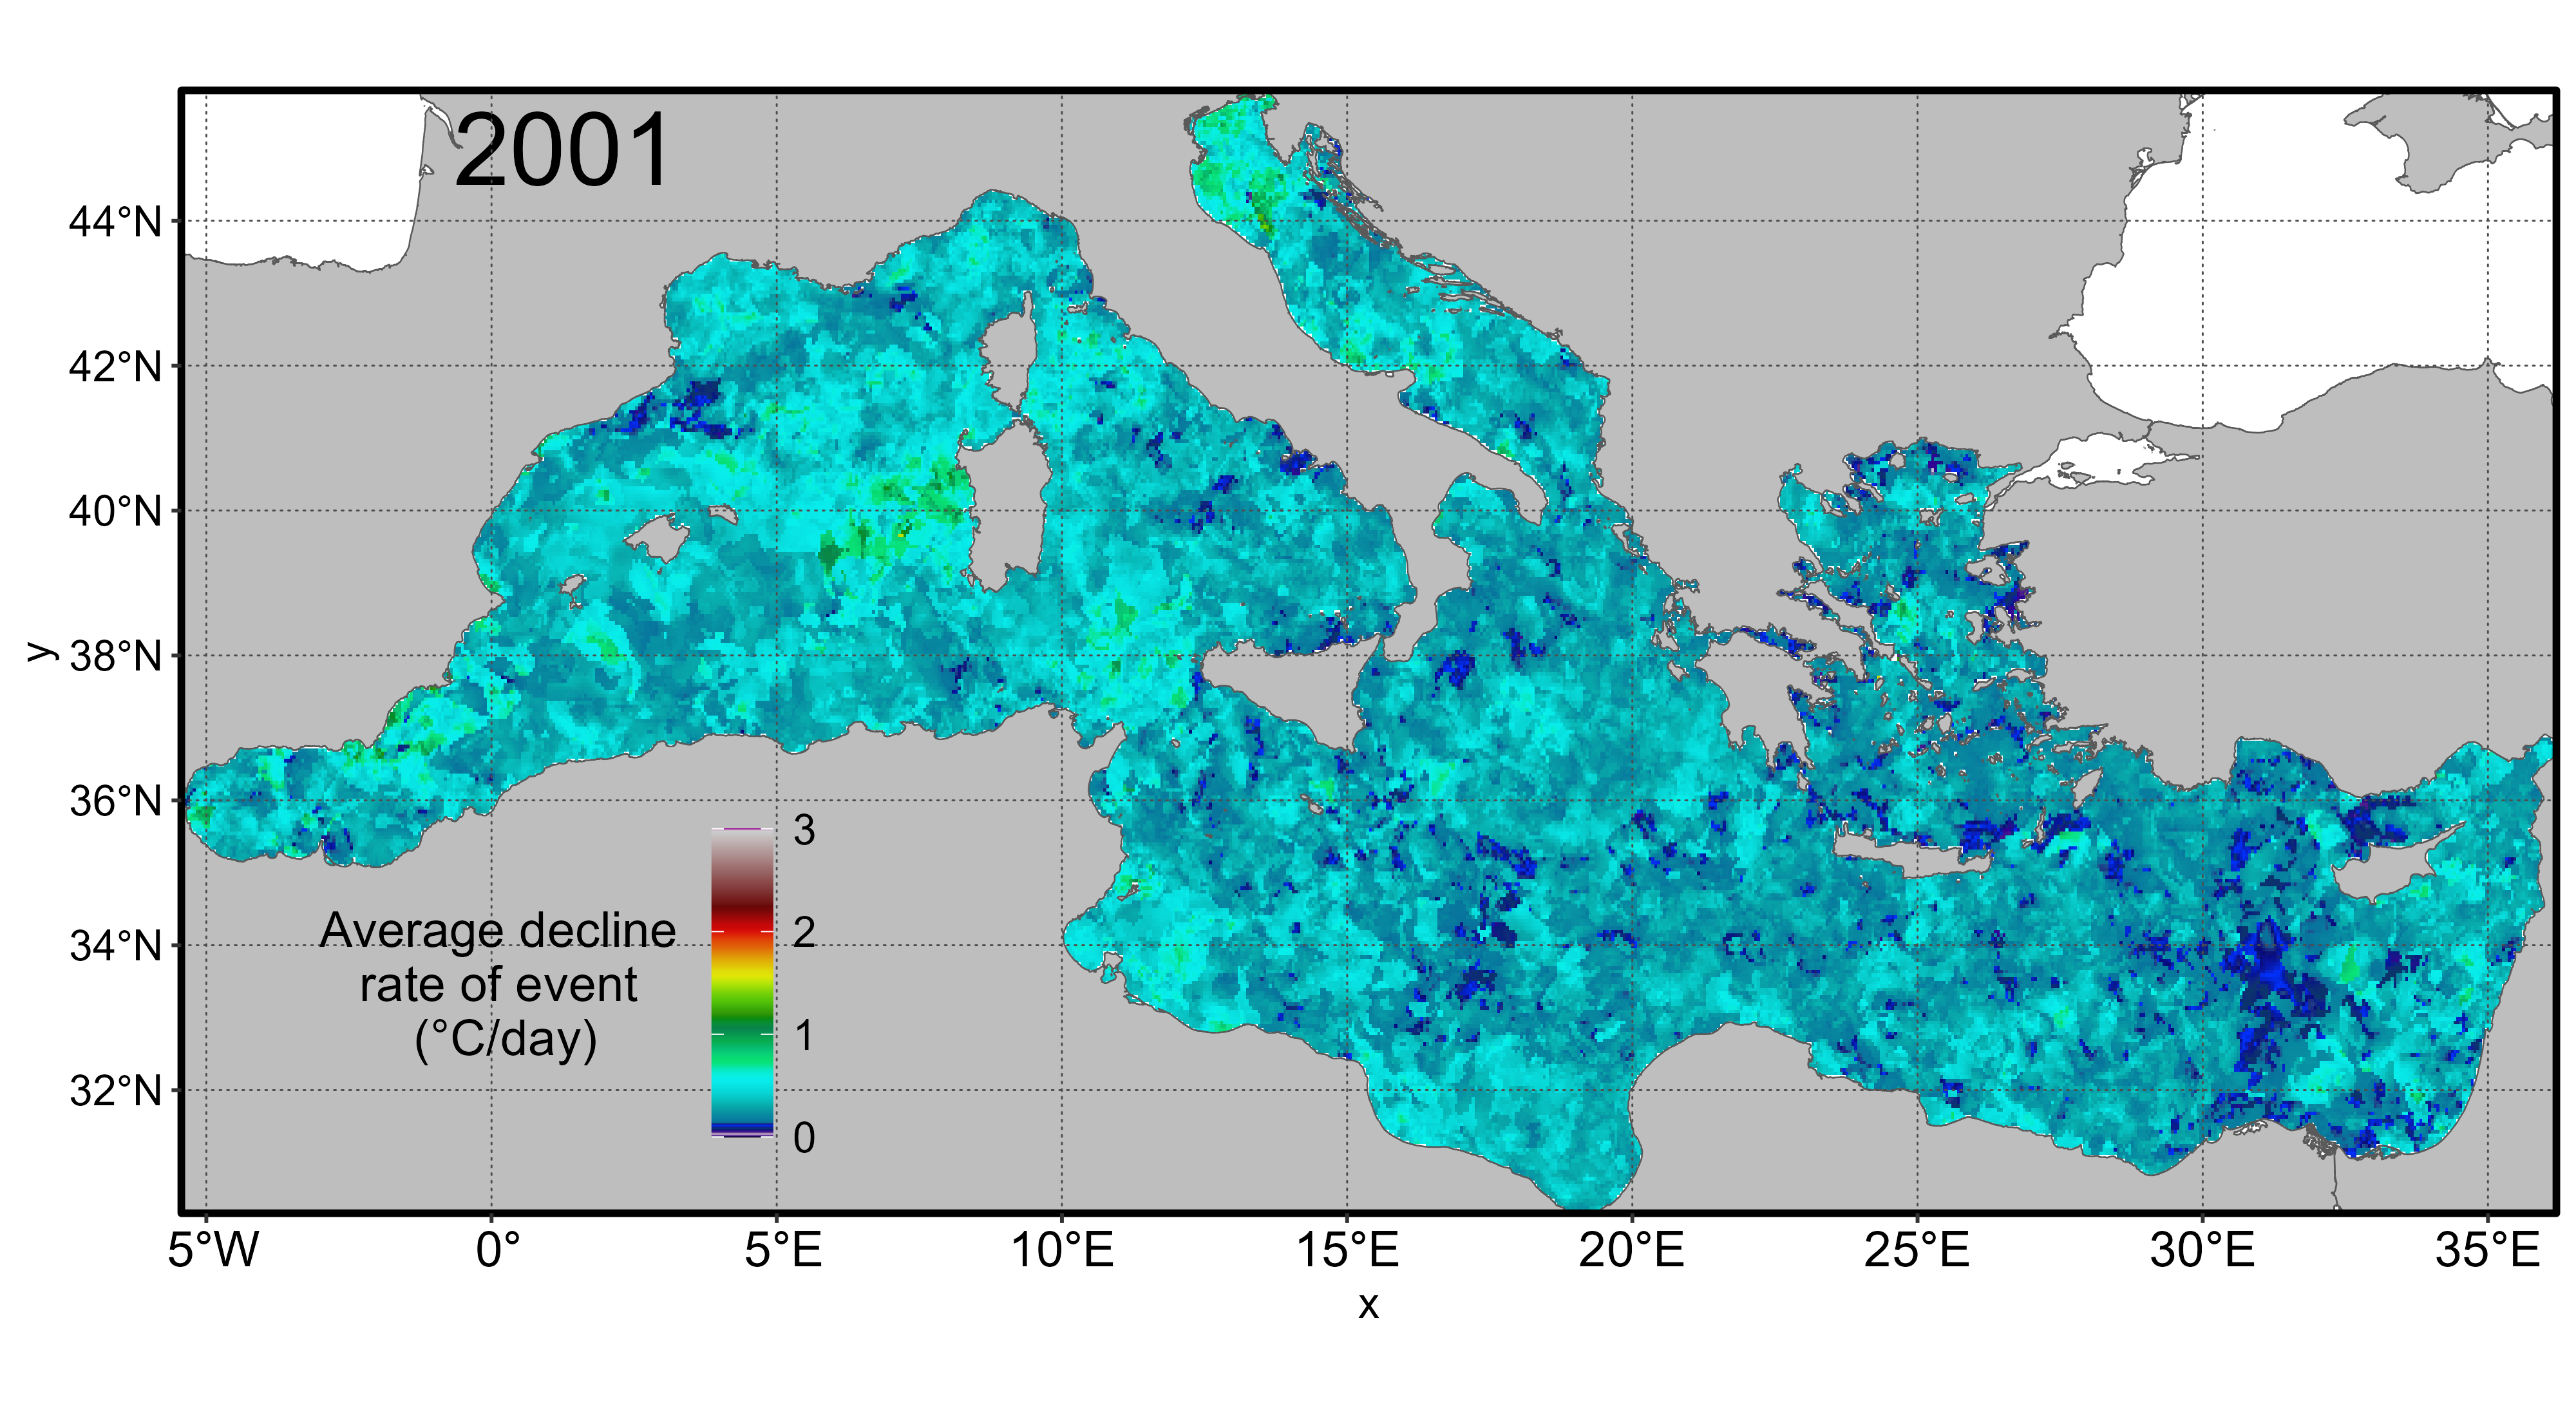 2001
44°N
42°N
40°N
38°N
36°N
34°N
32°N
y
3
2
1
0
Average decline
rate of event
(°C/day)
5°W 0° 5°E 10°E 15°E 20°E 25°E 30°E 35°E
x